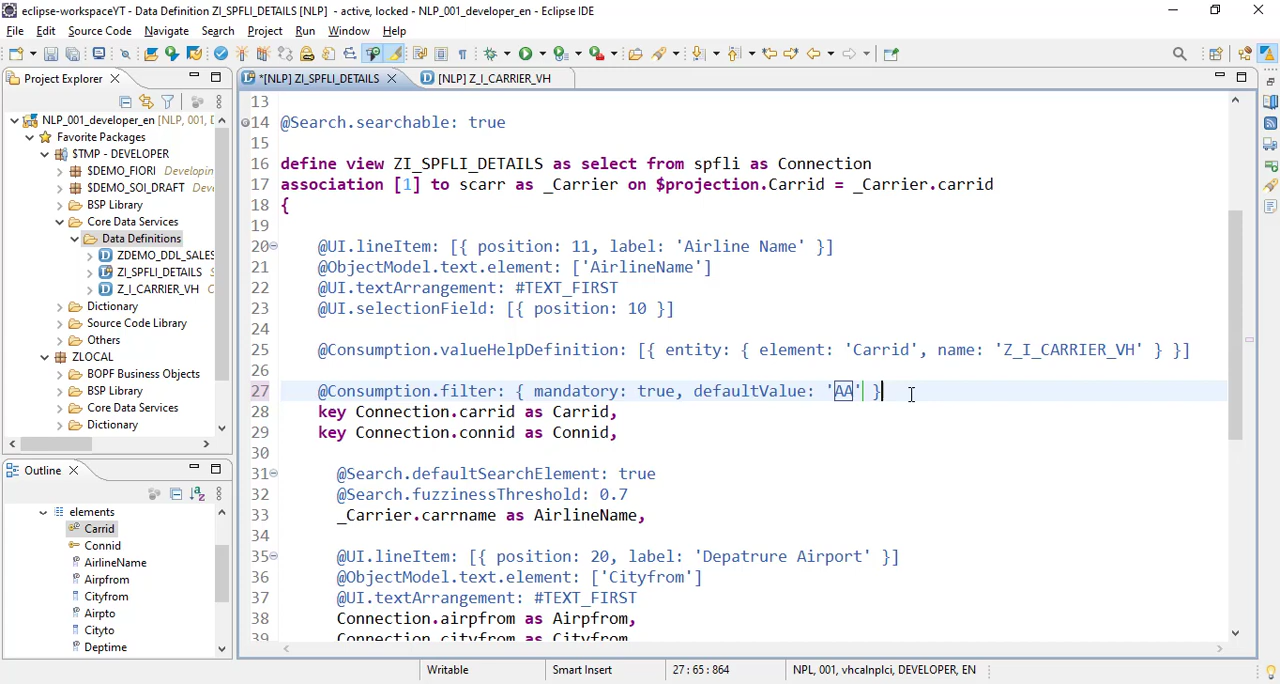 eclipse-workspaceYT - Data Definition ZI_SPFLI_DETAILS [NLP] - active, locked - NLP_001_developer_en - Eclipse IDE
File Edit Source Code Navigate Search Project Run Window Help
Project Explorer
*[NLP] ZI_SPFLI_DETAILS
[NLP] Z_I_CARRIER_VH
NLP_001_developer_en [NLP, 001, D
Favorite Packages
$TMP - DEVELOPER
$DEMO_FIORI Developin
$DEMO_SOI_DRAFT Deve
BSP Library
Core Data Services
Data Definitions
ZDEMO_DDL_SALES
ZI_SPFLI_DETAILS (
Z_I_CARRIER_VH C
Dictionary
Source Code Library
Others
ZLOCAL
BOPF Business Objects
BSP Library
Core Data Services
Dictionary
Outline
elements
Carrid
Connid
AirlineName
Airpfrom
Cityfrom
Airpto
Cityto
Deptime
13
14 @Search.searchable: true
15
16 define view ZI_SPFLI_DETAILS as select from spfli as Connection
17 association [1] to scarr as _Carrier on $projection.Carrid = _Carrier.carrid
18 {
19
20 @UI.lineItem: [{ position: 11, label: 'Airline Name' }]
21 @ObjectModel.text.element: ['AirlineName']
22 @UI.textArrangement: #TEXT_FIRST
23 @UI.selectionField: [{ position: 10 }]
24
25 @Consumption.valueHelpDefinition: [{ entity: { element: 'Carrid', name: 'Z_I_CARRIER_VH' } }]
26
27 @Consumption.filter: { mandatory: true, defaultValue: 'AA' }
28 key Connection.carrid as Carrid,
29 key Connection.connid as Connid,
30
31 @Search.defaultSearchElement: true
32 @Search.fuzzinessThreshold: 0.7
33 _Carrier.carrname as AirlineName,
34
35 @UI.lineItem: [{ position: 20, label: 'Depatrure Airport' }]
36 @ObjectModel.text.element: ['Cityfrom']
37 @UI.textArrangement: #TEXT_FIRST
38 Connection.airpfrom as Airpfrom,
39 Connection.cityfrom as Cityfrom
Writable Smart Insert 27 : 65 : 864 NPL, 001, vhcalnplci, DEVELOPER, EN